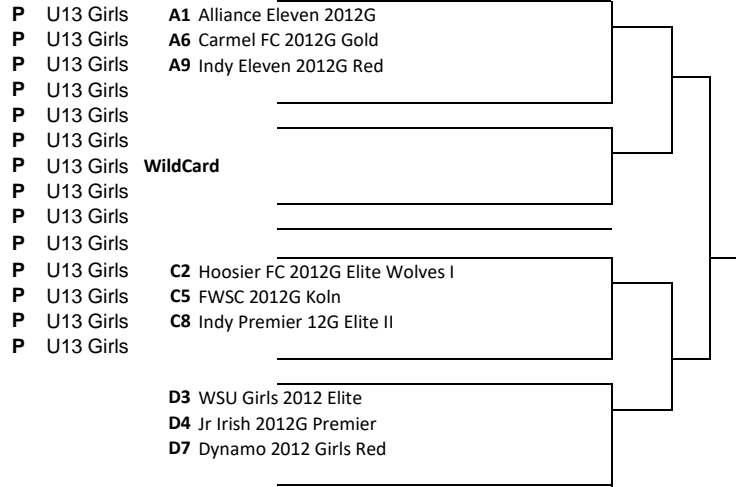 P U13 Girls A1 Alliance Eleven 2012G
P U13 Girls A6 Carmel FC 2012G Gold
P U13 Girls A9 Indy Eleven 2012G Red
P U13 Girls
P U13 Girls
P U13 Girls
P U13 Girls WildCard
P U13 Girls
P U13 Girls
P U13 Girls
P U13 Girls C2 Hoosier FC 2012G Elite Wolves I
P U13 Girls C5 FWSC 2012G Koln
P U13 Girls C8 Indy Premier 12G Elite II
P U13 Girls
D3 WSU Girls 2012 Elite
D4 Jr Irish 2012G Premier
D7 Dynamo 2012 Girls Red